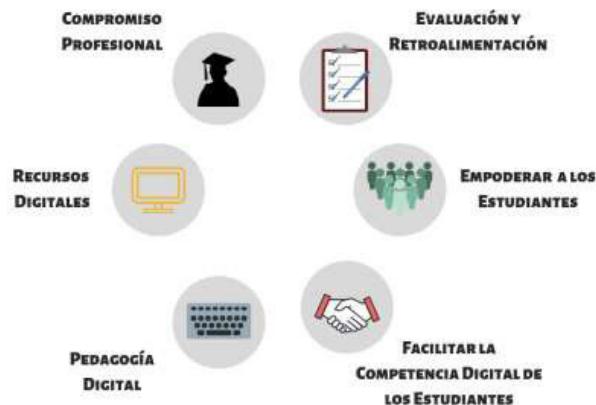 Compromiso
Profesional
Evaluación y
Retroalimentación
Recursos
Digitales
Empoderar a los
Estudiantes
Pedagogía
Digital
Facilitar la
Competencia Digital de
los Estudiantes